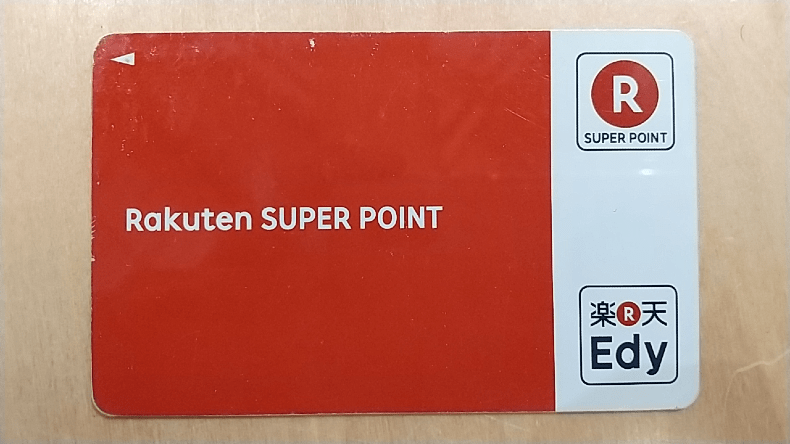 R
SUPER POINT
Rakuten SUPER POINT
楽R天
Edy